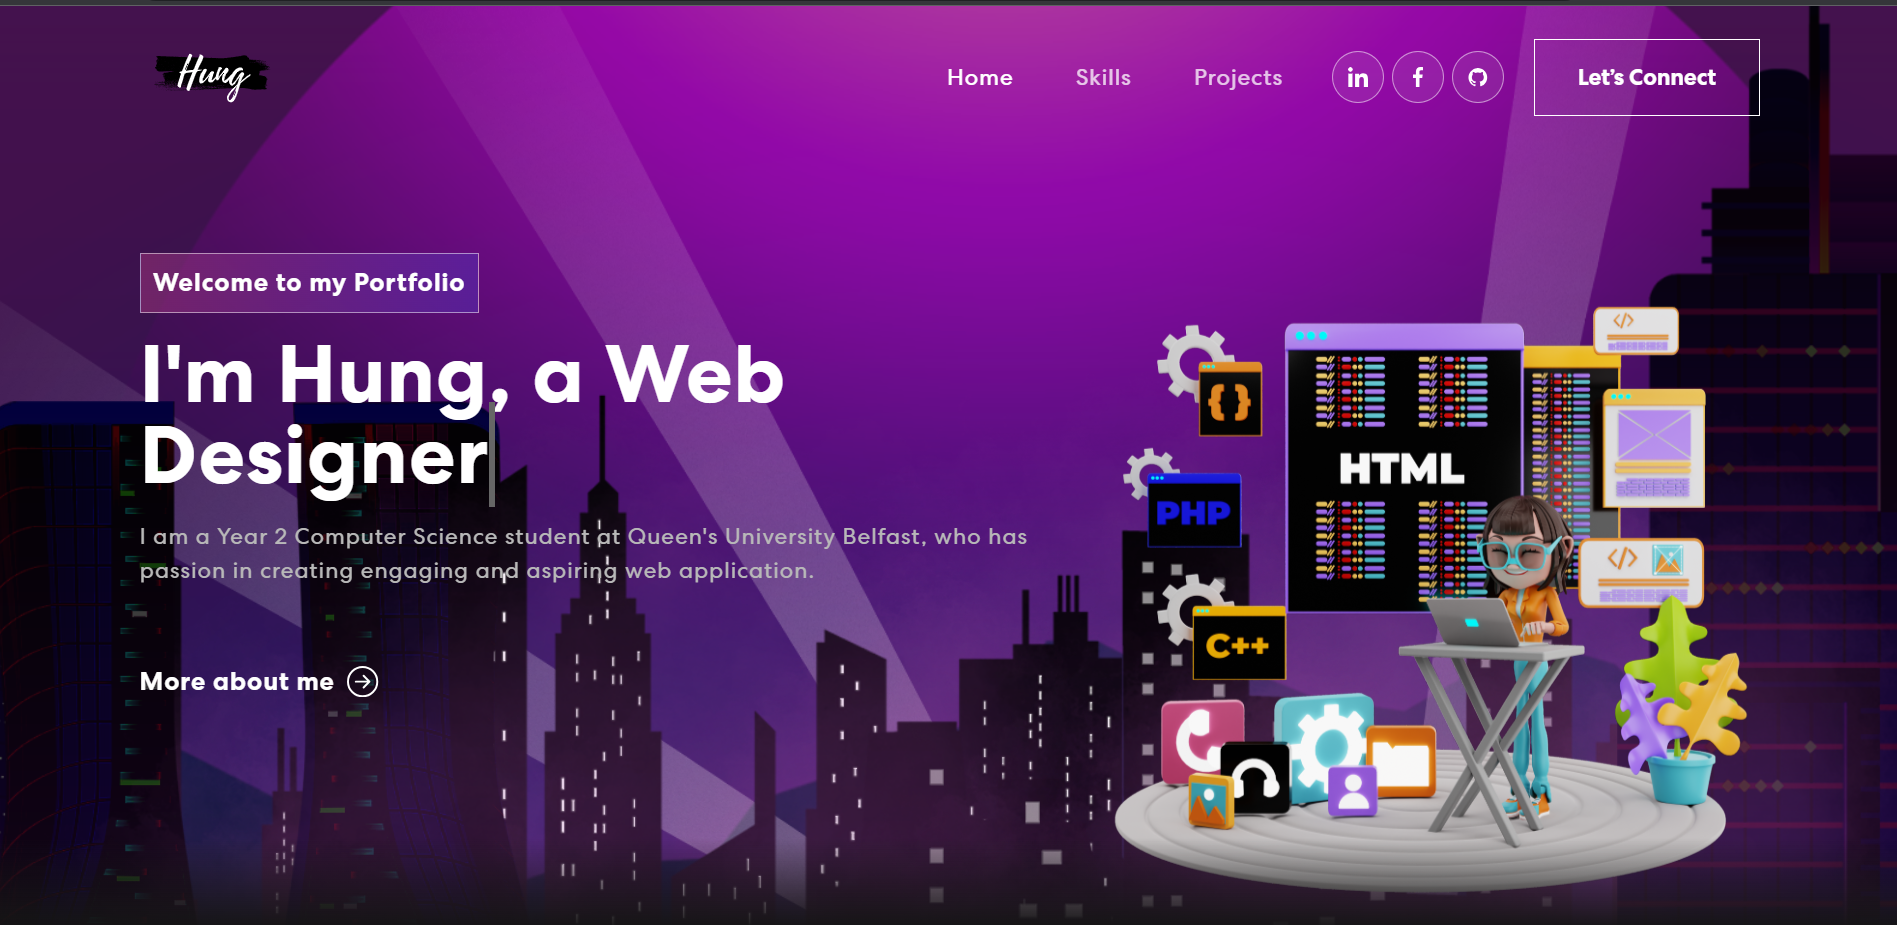 Hung
Home
Skills
Projects
in
f
Let's Connect
Welcome to my Portfolio
I'm Hung, a Web
Designer
I am a Year 2 Computer Science student at Queen's University Belfast, who has
passion in creating engaging and aspiring web application.
More about me
</>
{ }
HTML
PHP
</>
C++